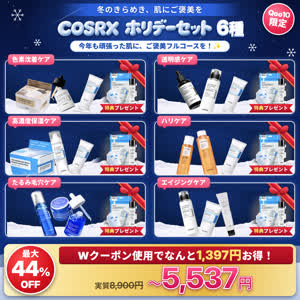 冬のきらめき、肌にご褒美を
COSRX ホリデーセット 6種
Qoo10
限定
今年も頑張った肌に、ご褒美フルコースを！✨
色素沈着ケア
透明感ケア
特典プレゼント
特典プレゼント
高濃度保湿ケア
ハリケア
特典プレゼント
特典プレゼント
たるみ毛穴ケア
エイジングケア
特典プレゼント
特典プレゼント
最大
44%
OFF
Wクーポン使用でなんと1,397円お得！
実質8,900円 〜5,537円